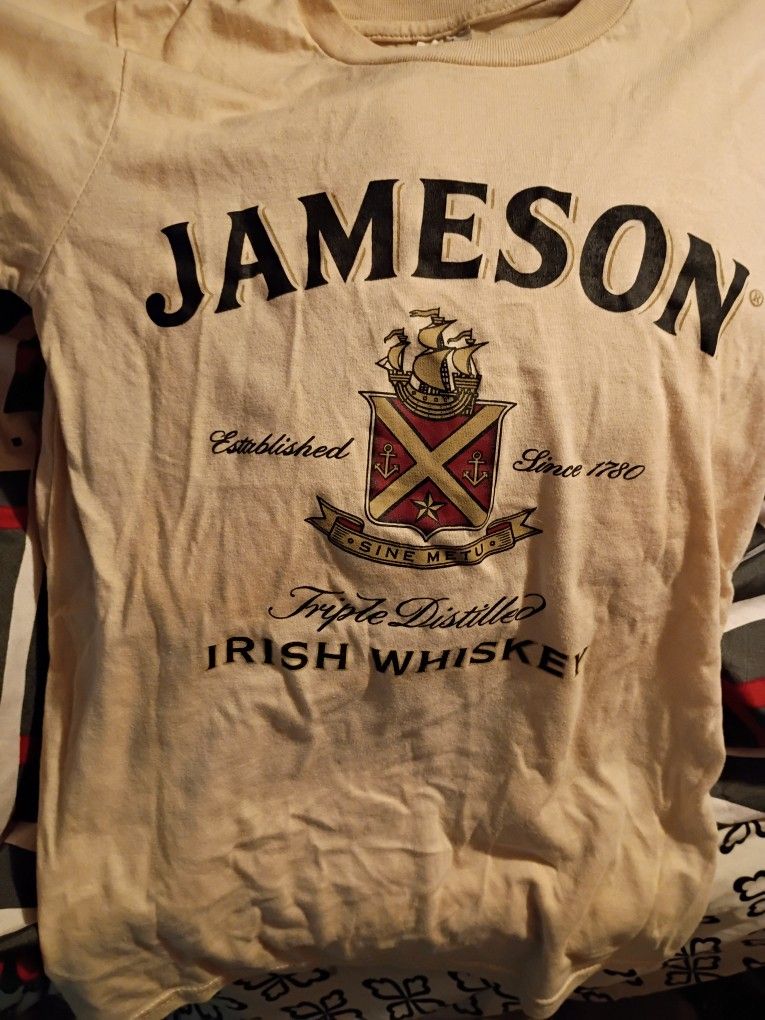 JAMESON®
Established Since 1780
SINE METU
Triple Distilled
IRISH WHISKEY